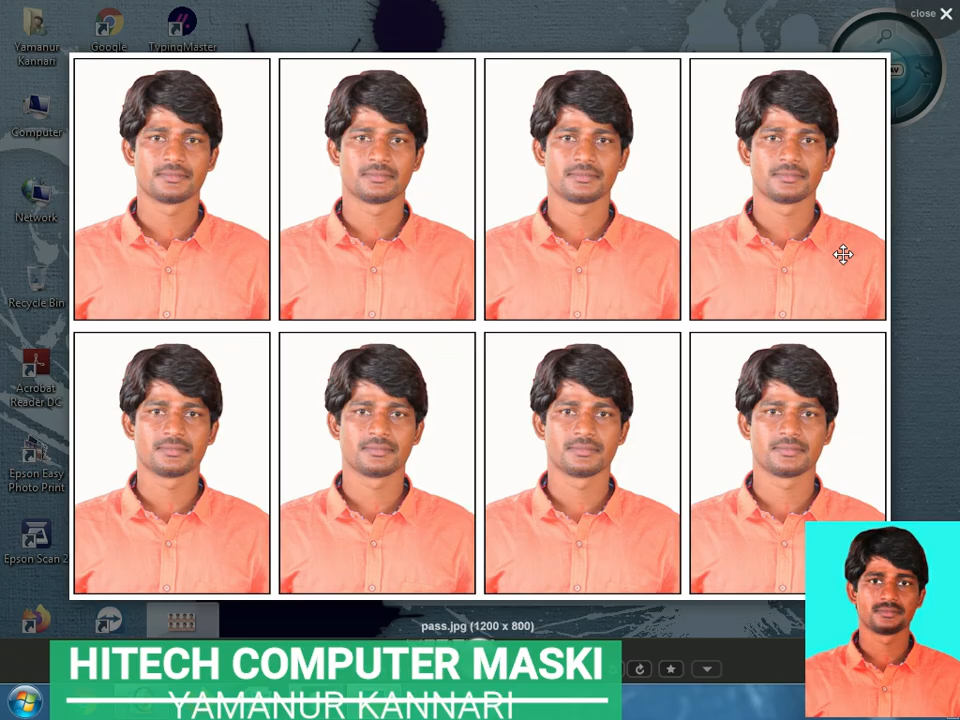 close
Yamanur
Kannari
Google
TypingMaster
Computer
Network
Recycle Bin
Acrobat
Reader DC
Epson Easy
Photo Print
Epson Scan 2
pass.jpg (1200 x 800)
HITECH COMPUTER MASKI
YAMANUR KANNARI